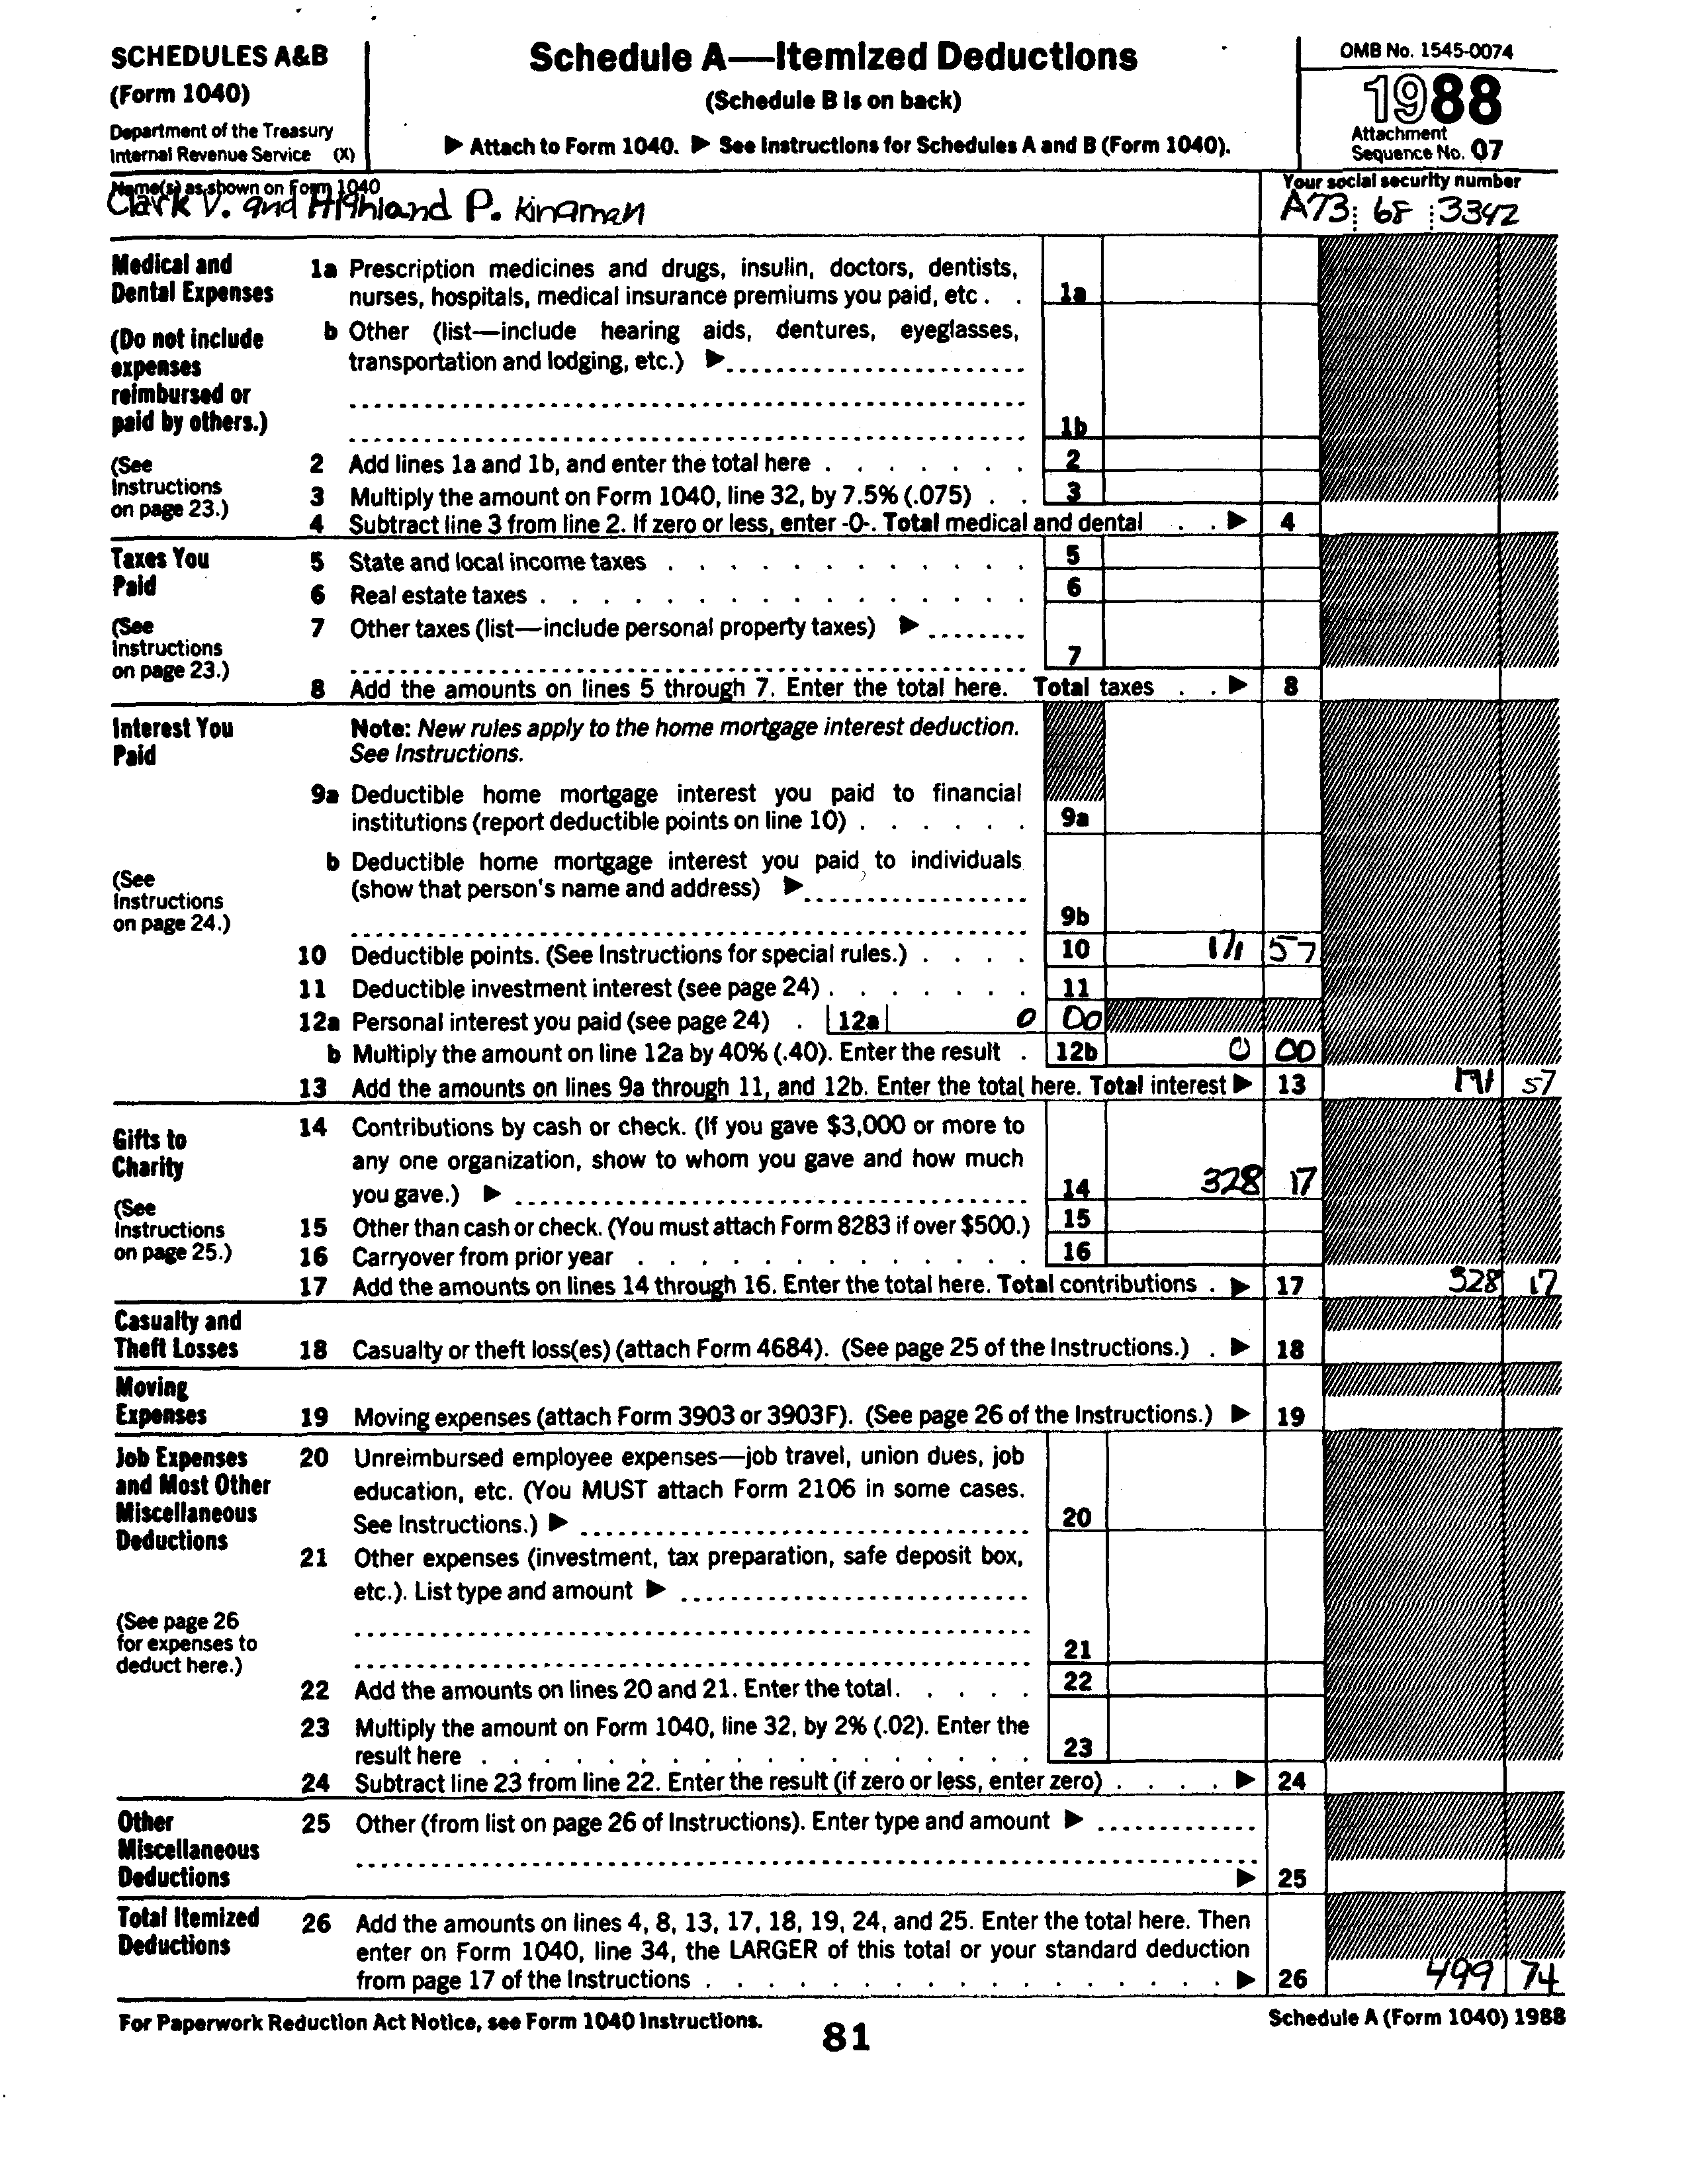 SCHEDULES A&B
(Form 1040)
Department of the Treasury
Internal Revenue Service (X)
Schedule A—Itemized Deductions
(Schedule B is on back)
▶ Attach to Form 1040. ▶ See Instructions for Schedules A and B (Form 1040).
OMB No. 1545-0074
1988
Attachment
Sequence No. 07
Name(s) as shown on Form 1040
Clark V. and Highland P. Kingman
Your social security number
A73 68 3342
Medical and
Dental Expenses
(Do not include
expenses
reimbursed or
paid by others.)
(See
Instructions
on page 23.)
1a Prescription medicines and drugs, insulin, doctors, dentists,
nurses, hospitals, medical insurance premiums you paid, etc . . 1a
b Other (list—include hearing aids, dentures, eyeglasses,
transportation and lodging, etc.) ▶
1b
2 Add lines 1a and 1b, and enter the total here . . . . . . . 2
3 Multiply the amount on Form 1040, line 32, by 7.5% (.075) . . 3
4 Subtract line 3 from line 2. If zero or less, enter -0-. Total medical and dental . . ▶ 4
Taxes You
Paid
(See
Instructions
on page 23.)
5 State and local income taxes . . . . . . . . . . . . 5
6 Real estate taxes . . . . . . . . . . . . . . . . 6
7 Other taxes (list—include personal property taxes) ▶
7
8 Add the amounts on lines 5 through 7. Enter the total here. Total taxes . . ▶ 8
Interest You
Paid
(See
Instructions
on page 24.)
Note: New rules apply to the home mortgage interest deduction.
See Instructions.
9a Deductible home mortgage interest you paid to financial
institutions (report deductible points on line 10) . . . . . . 9a
b Deductible home mortgage interest you paid to individuals
(show that person's name and address) ▶
9b
10 Deductible points. (See Instructions for special rules.) . . . . 10 171 57
11 Deductible investment interest (see page 24) . . . . . . . 11
12a Personal interest you paid (see page 24) . 12a 0 00
b Multiply the amount on line 12a by 40% (.40). Enter the result . 12b 0 00
13 Add the amounts on lines 9a through 11, and 12b. Enter the total here. Total interest ▶ 13 171 57
Gifts to
Charity
(See
Instructions
on page 25.)
14 Contributions by cash or check. (If you gave $3,000 or more to
any one organization, show to whom you gave and how much
you gave.) ▶ 14 328 17
15 Other than cash or check. (You must attach Form 8283 if over $500.) 15
16 Carryover from prior year . . . . . . . . . . . . . 16
17 Add the amounts on lines 14 through 16. Enter the total here. Total contributions . ▶ 17 328 17
Casualty and
Theft Losses
18 Casualty or theft loss(es) (attach Form 4684). (See page 25 of the Instructions.) . ▶ 18
Moving
Expenses
19 Moving expenses (attach Form 3903 or 3903F). (See page 26 of the Instructions.) ▶ 19
Job Expenses
and Most Other
Miscellaneous
Deductions
(See page 26
for expenses to
deduct here.)
20 Unreimbursed employee expenses—job travel, union dues, job
education, etc. (You MUST attach Form 2106 in some cases.
See Instructions.) ▶ 20
21 Other expenses (investment, tax preparation, safe deposit box,
etc.). List type and amount ▶
21
22 Add the amounts on lines 20 and 21. Enter the total. . . . . . 22
23 Multiply the amount on Form 1040, line 32, by 2% (.02). Enter the
result here . . . . . . . . . . . . . . . . . 23
24 Subtract line 23 from line 22. Enter the result (if zero or less, enter zero) . . . . ▶ 24
Other
Miscellaneous
Deductions
25 Other (from list on page 26 of Instructions). Enter type and amount ▶
▶ 25
Total Itemized
Deductions
26 Add the amounts on lines 4, 8, 13, 17, 18, 19, 24, and 25. Enter the total here. Then
enter on Form 1040, line 34, the LARGER of this total or your standard deduction
from page 17 of the Instructions . . . . . . . . . . . . . . . . . ▶ 26 499 74
For Paperwork Reduction Act Notice, see Form 1040 Instructions.
81
Schedule A (Form 1040) 1988